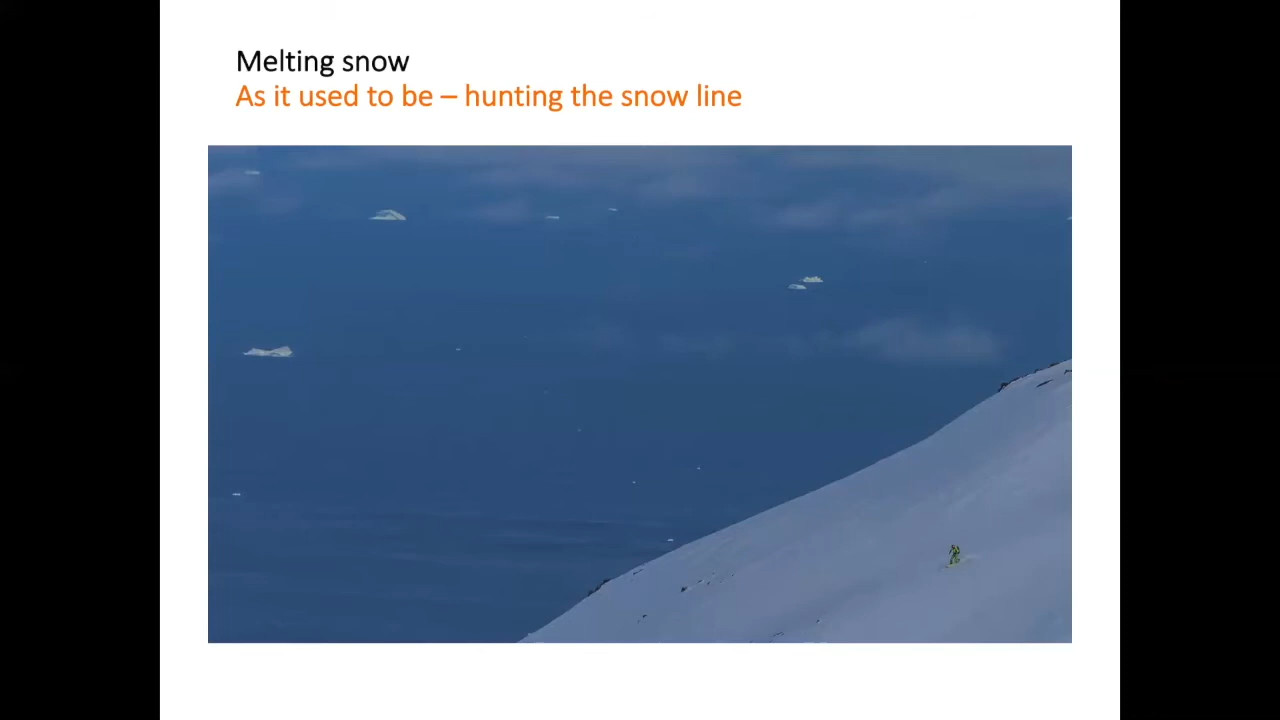 Melting snow
As it used to be – hunting the snow line